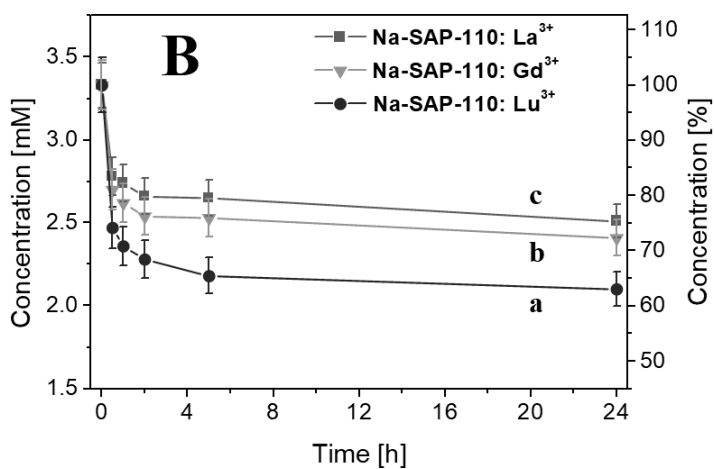 B
Na-SAP-110: La³⁺
Na-SAP-110: Gd³⁺
Na-SAP-110: Lu³⁺
Concentration [mM]
3.5
3.0
2.5
2.0
1.5
110
100
90
80
70
60
50
Concentration [%]
c
b
a
0 4 8 12 16 20 24
Time [h]